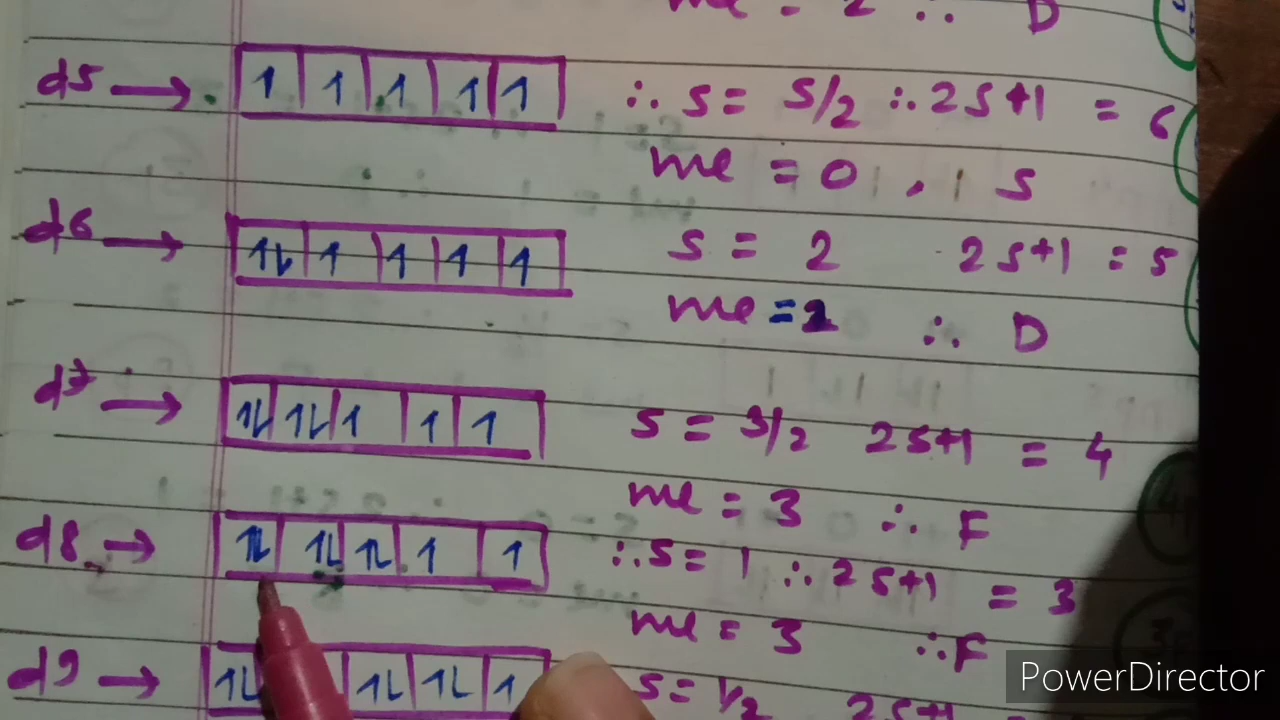 me = 2 ∴ D
d5 → 1 1 1 1 1 ∴ s = 5/2 ∴ 2s+1 = 6
me = 0, 1 S
d6 → 1L 1 1 1 1 s = 2 2s+1 = 5
me = 2 ∴ D
d7 → 1L 1L 1 1 1 s = 3/2 2s+1 = 4
me = 3 ∴ F
d8 → 1L 1L 1L 1 1 ∴ s = 1 ∴ 2s+1 = 3
me = 3 ∴ F
d9 → 1L 1L 1L 1 s = 1/2 2s+1 =
PowerDirector